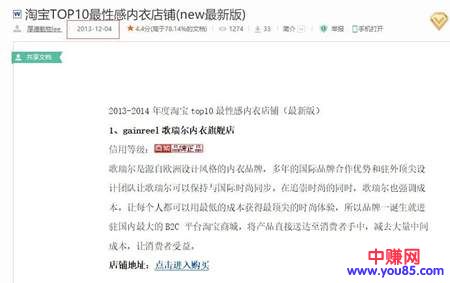 淘宝TOP10最性感内衣店铺(new最新版)
2013-12-04 4.4分(高于78.14%的文档) 1274 33 简介 举报 手机打开
共享文档
2013-2014 年度淘宝 top10 最性感内衣店铺（最新版）
1、gainreel 歌瑞尔内衣旗舰店
信用等级：商城 品牌正品
歌瑞尔是源自欧洲设计风格的内衣品牌，多年的国际品牌合作优势和驻外顶尖设
计团队让歌瑞尔可以保持与国际时尚同步，在追崇时尚的同时，歌瑞尔也强调成
本，让每个人都可以用最低的成本获得最顶尖的时尚体验，所以品牌一诞生就进
驻国内最大的 B2C 平台淘宝商城，将产品直接送达至消费者手中，减去大量中间
成本，让消费者受益，
店铺地址：点击进入购买
中赚网
www.you85.com